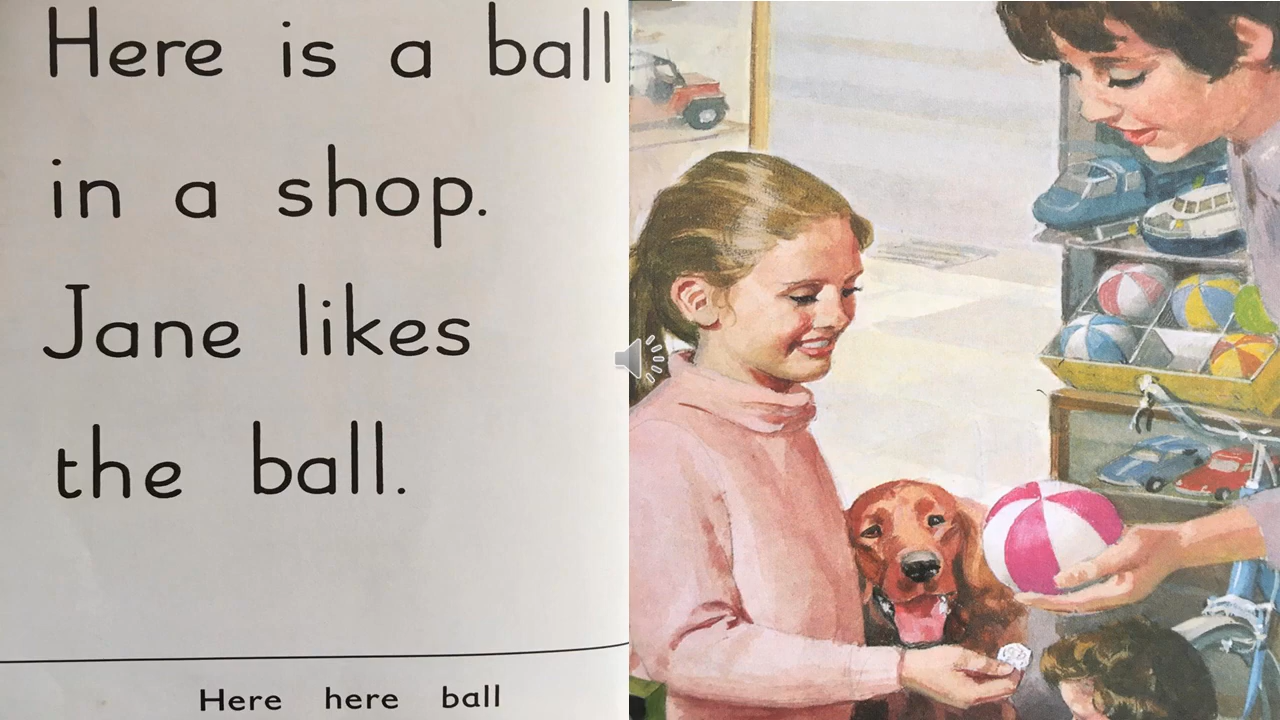 Here is a ball
in a shop.
Jane likes
the ball.
Here here ball